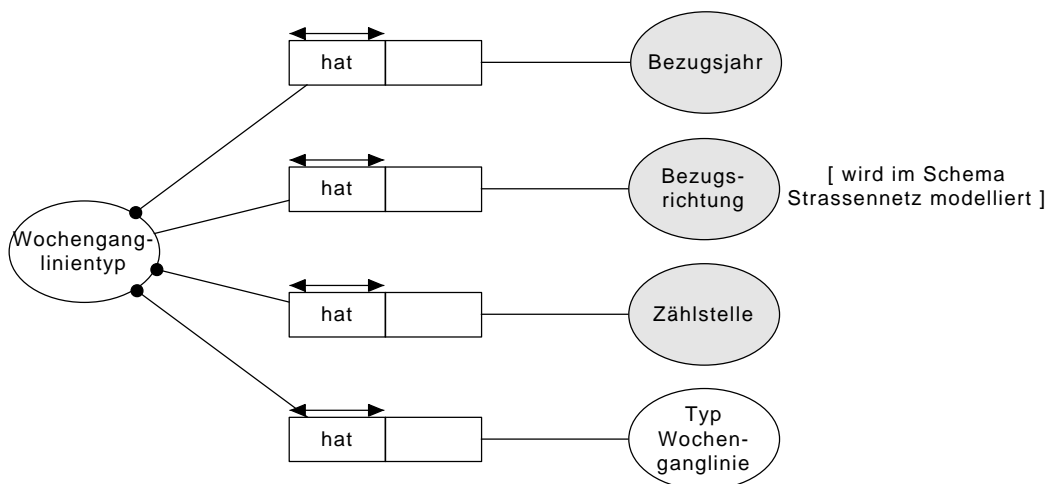 hat
Bezugsjahr
hat
Bezugs-
richtung
[ wird im Schema
Strassennetz modelliert ]
Wochengang-
linientyp
hat
Zählstelle
hat
Typ
Wochen-
ganglinie